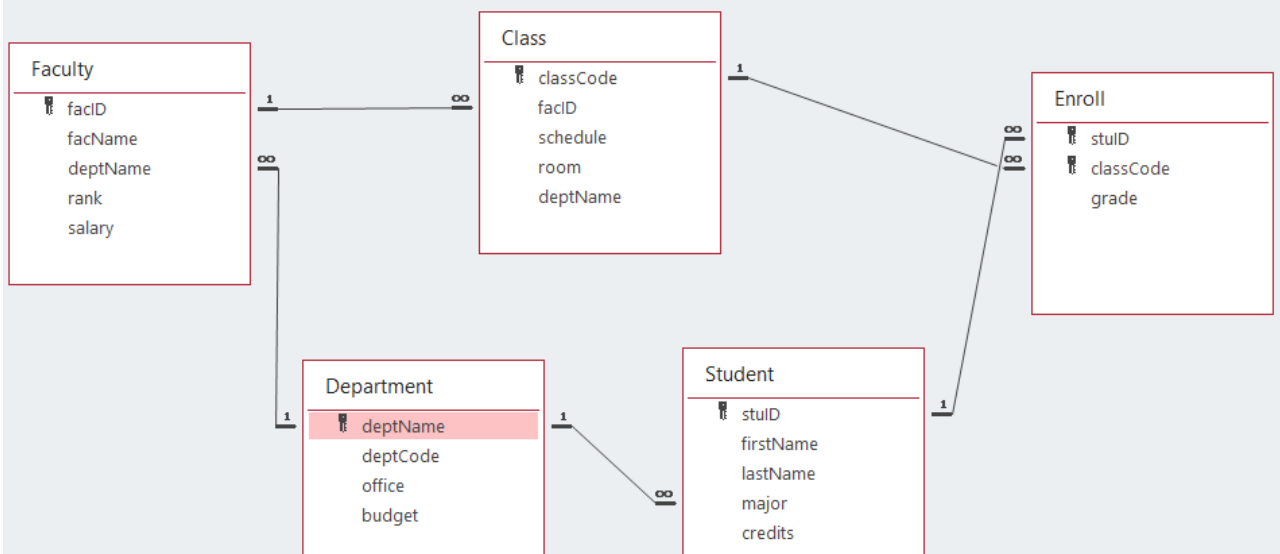 Faculty
facID
facName
deptName
rank
salary
1
∞
∞
Class
classCode
facID
schedule
room
deptName
1
Enroll
stuID
classCode
grade
∞
∞
Department
deptName
deptCode
office
budget
1
1
Student
stuID
firstName
lastName
major
credits
∞
1